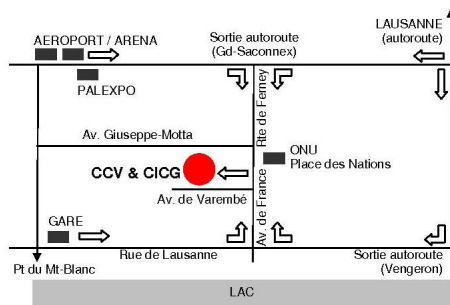 LAUSANNE
(autoroute)
AEROPORT / ARENA
Sortie autoroute
(Gd-Saconnex)
PALEXPO
Rte de Ferney
Av. Giuseppe-Motta
ONU
Place des Nations
CCV & CICG
Av. de Varembé
Av. de France
GARE
Rue de Lausanne
Sortie autoroute
(Vengeron)
Pt du Mt-Blanc
LAC